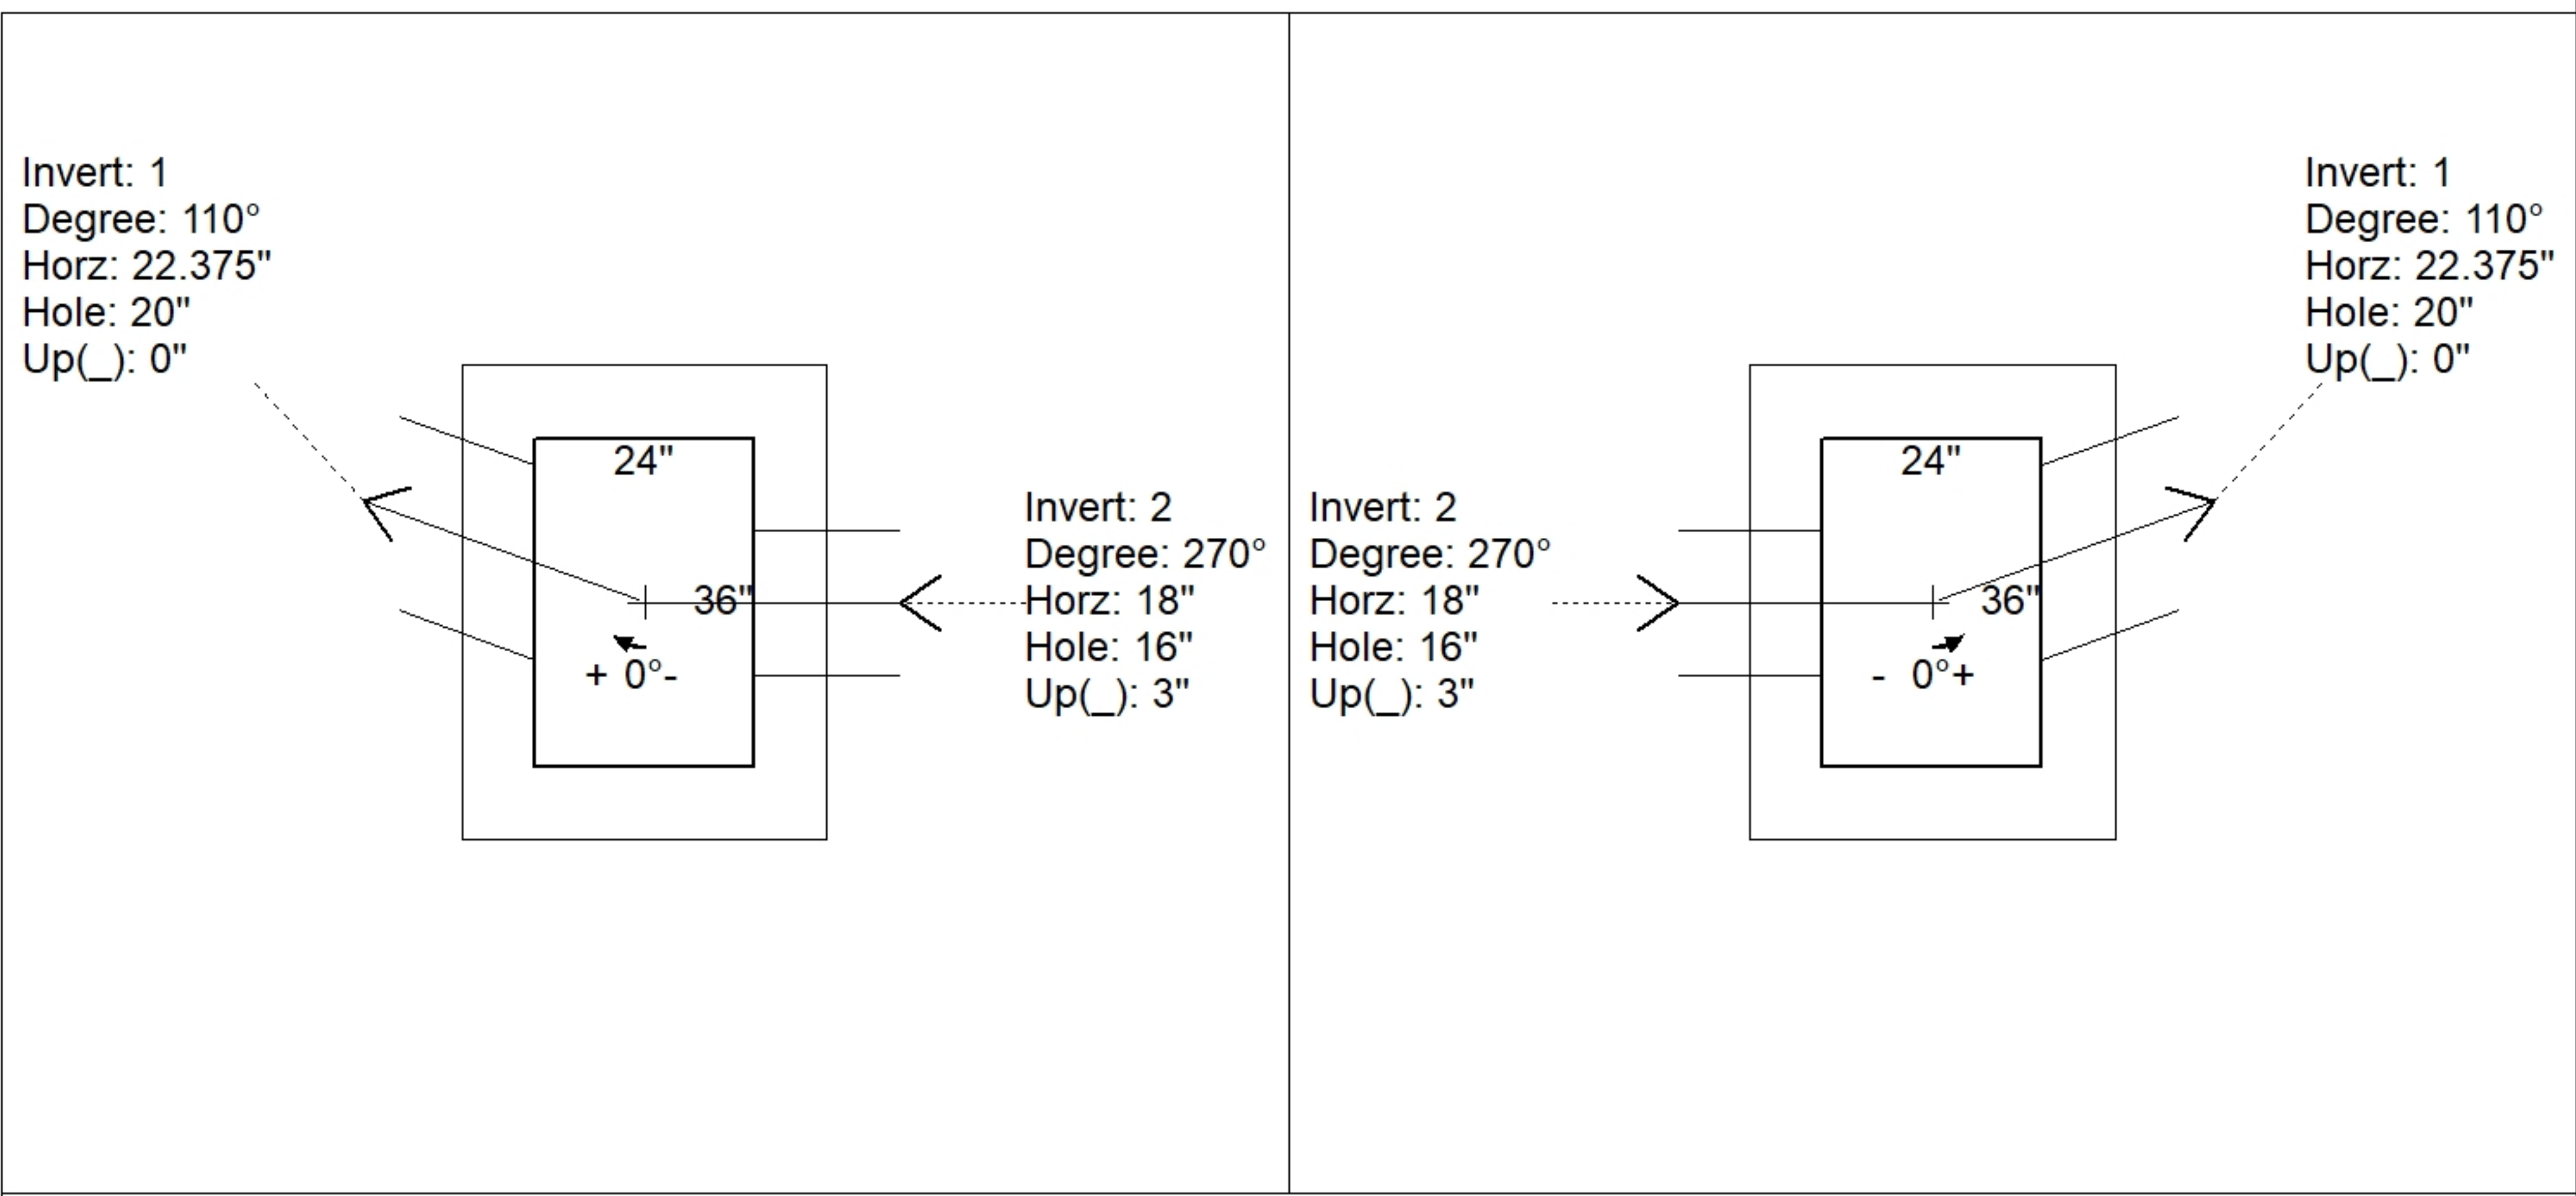 Invert: 1
Degree: 110°
Horz: 22.375"
Hole: 20"
Up(_): 0"
24"
36"
+ 0°-
Invert: 2
Degree: 270°
Horz: 18"
Hole: 16"
Up(_): 3"
Invert: 2
Degree: 270°
Horz: 18"
Hole: 16"
Up(_): 3"
24"
36"
- 0°+
Invert: 1
Degree: 110°
Horz: 22.375"
Hole: 20"
Up(_): 0"